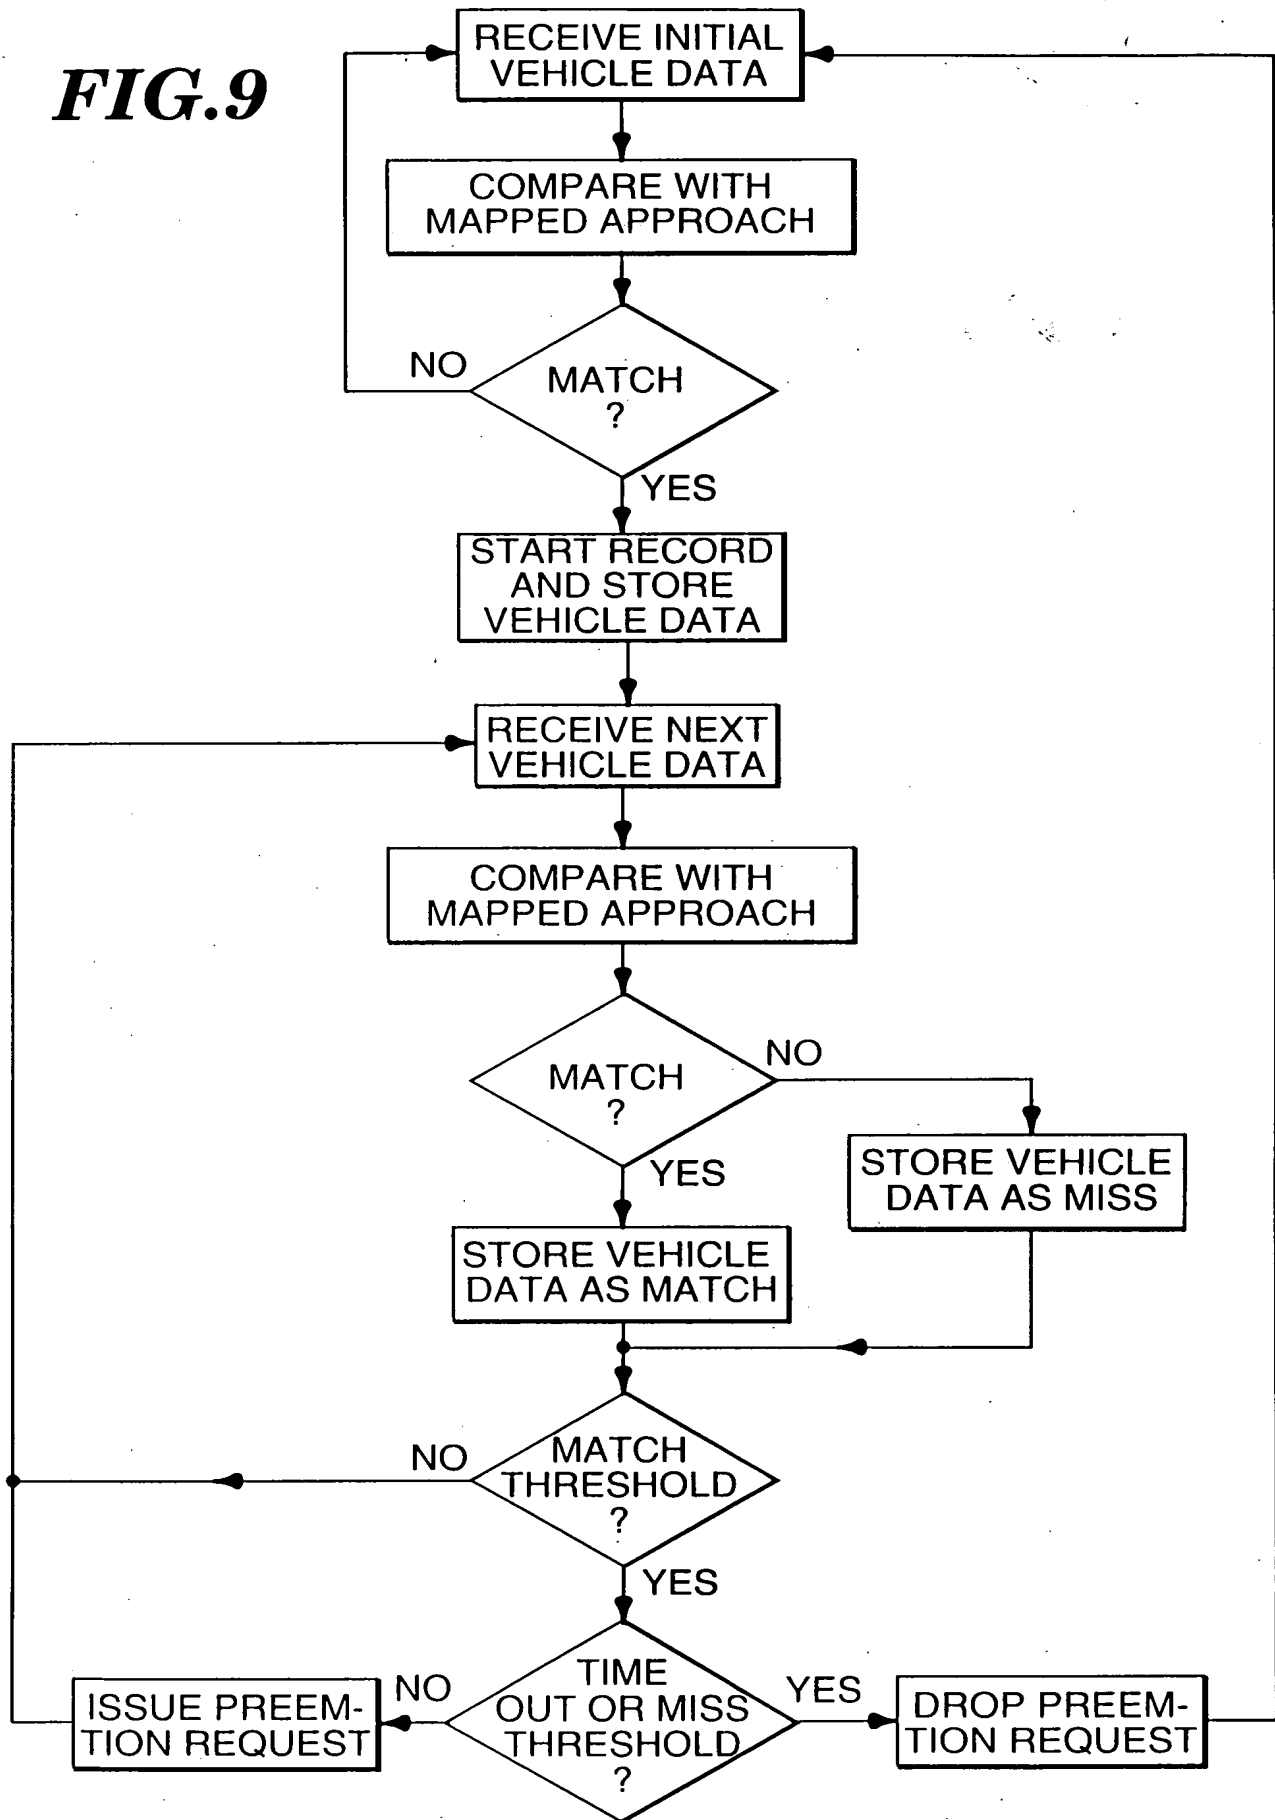 FIG.9
RECEIVE INITIAL
VEHICLE DATA
COMPARE WITH
MAPPED APPROACH
NO
MATCH
?
YES
START RECORD
AND STORE
VEHICLE DATA
RECEIVE NEXT
VEHICLE DATA
COMPARE WITH
MAPPED APPROACH
MATCH
?
NO
YES
STORE VEHICLE
DATA AS MISS
STORE VEHICLE
DATA AS MATCH
NO
MATCH
THRESHOLD
?
YES
ISSUE PREEM-
TION REQUEST
NO
TIME
OUT OR MISS
THRESHOLD
?
YES
DROP PREEM-
TION REQUEST